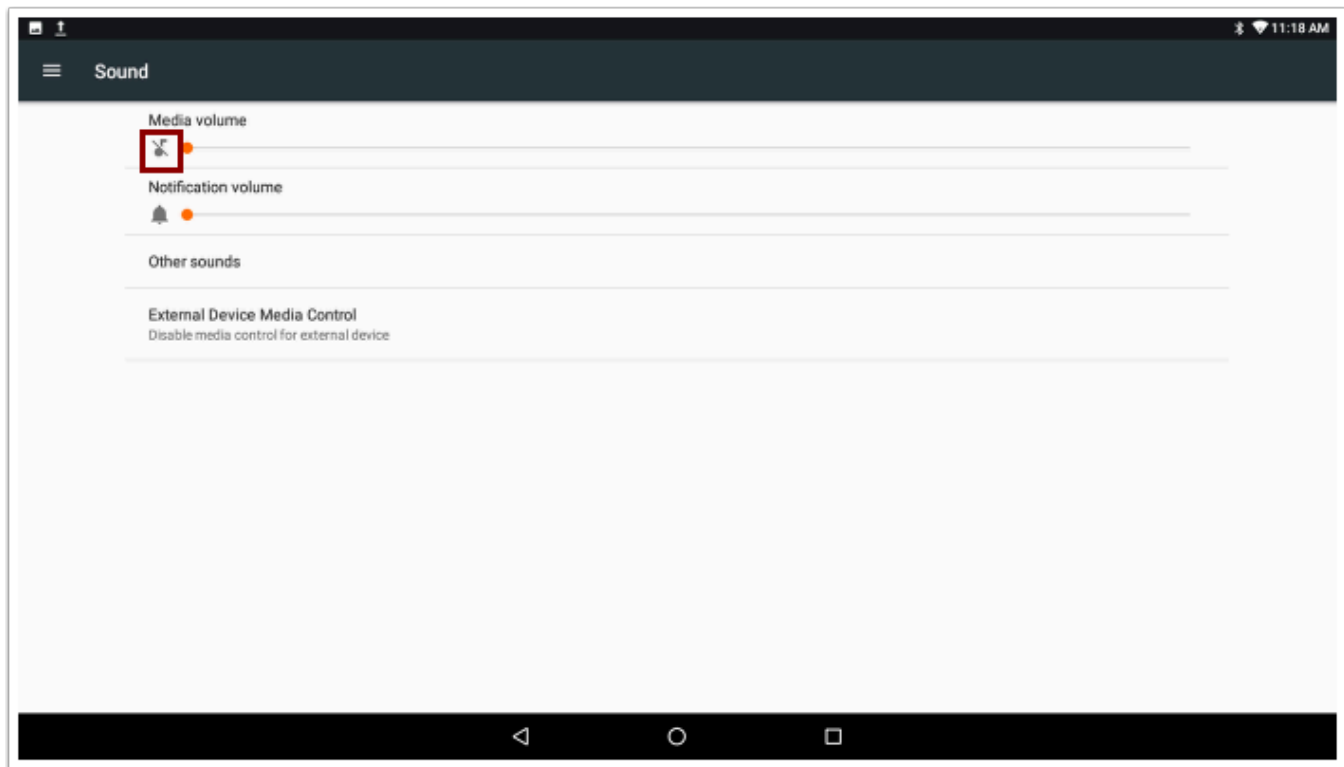 11:18 AM
Sound
Media volume
Notification volume
Other sounds
External Device Media Control
Disable media control for external device